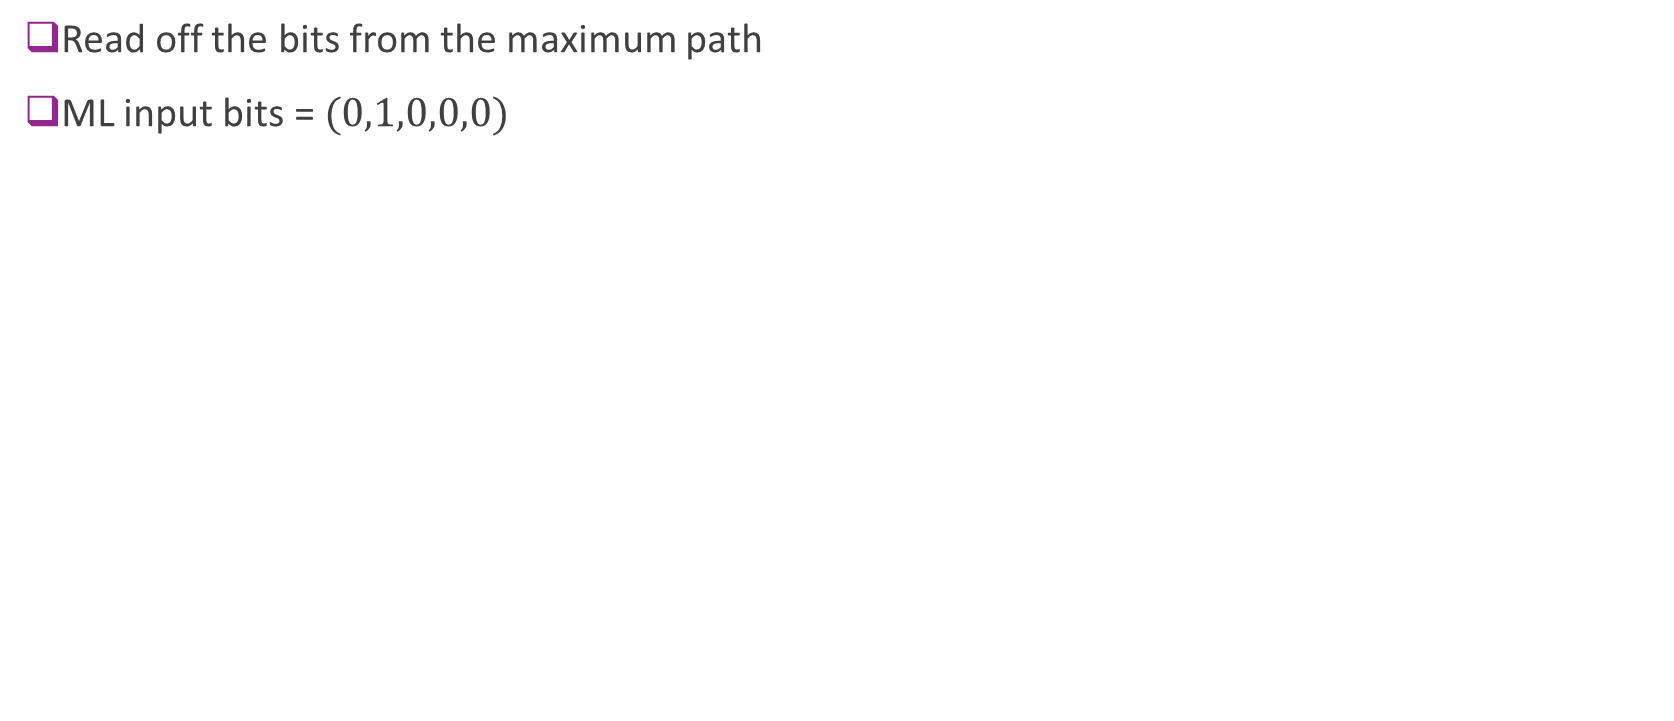 ❑Read off the bits from the maximum path
❑ML input bits = (0,1,0,0,0)